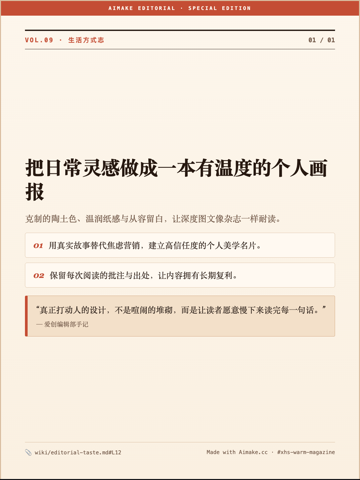 AIMAKE EDITORIAL · SPECIAL EDITION
VOL.09 · 生活方式志
01 / 01
把日常灵感做成一本有温度的个人画
报
克制的陶土色、温润纸感与从容留白，让深度图文像杂志一样耐读。
01 用真实故事替代焦虑营销，建立高信任度的个人美学名片。
02 保留每次阅读的批注与出处，让内容拥有长期复利。
“真正打动人的设计，不是喧闹的堆砌，而是让读者愿意慢下来读完每一句话。”
— 爱创编辑部手记
📎 wiki/editorial-taste.md#L12
Made with Aimake.cc · #xhs-warm-magazine